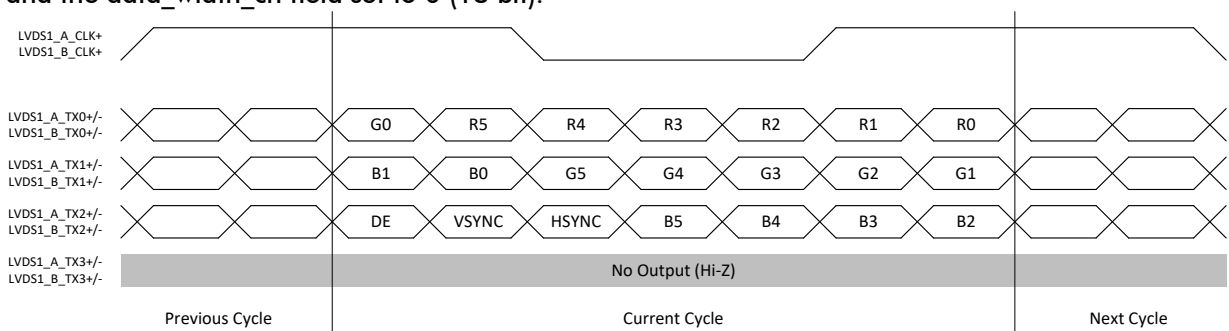 and the data_width_ch field set to 0 (18-bit).
LVDS1_A_CLK+
LVDS1_B_CLK+
LVDS1_A_TX0+/-
LVDS1_B_TX0+/-
G0 R5 R4 R3 R2 R1 R0
LVDS1_A_TX1+/-
LVDS1_B_TX1+/-
B1 B0 G5 G4 G3 G2 G1
LVDS1_A_TX2+/-
LVDS1_B_TX2+/-
DE VSYNC HSYNC B5 B4 B3 B2
LVDS1_A_TX3+/-
LVDS1_B_TX3+/-
No Output (Hi-Z)
Previous Cycle Current Cycle Next Cycle